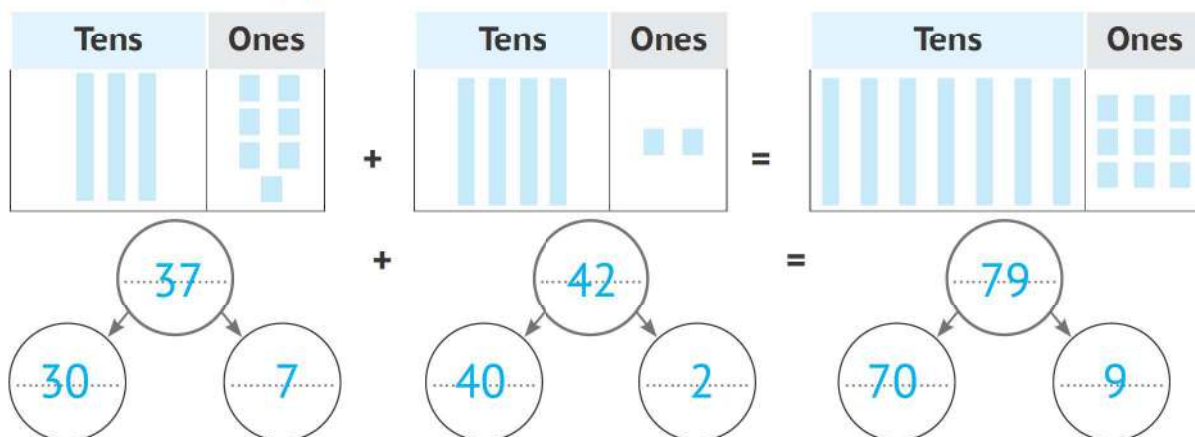 Tens Ones Tens Ones Tens Ones
+ =
37 + 42 = 79
30 7 40 2 70 9